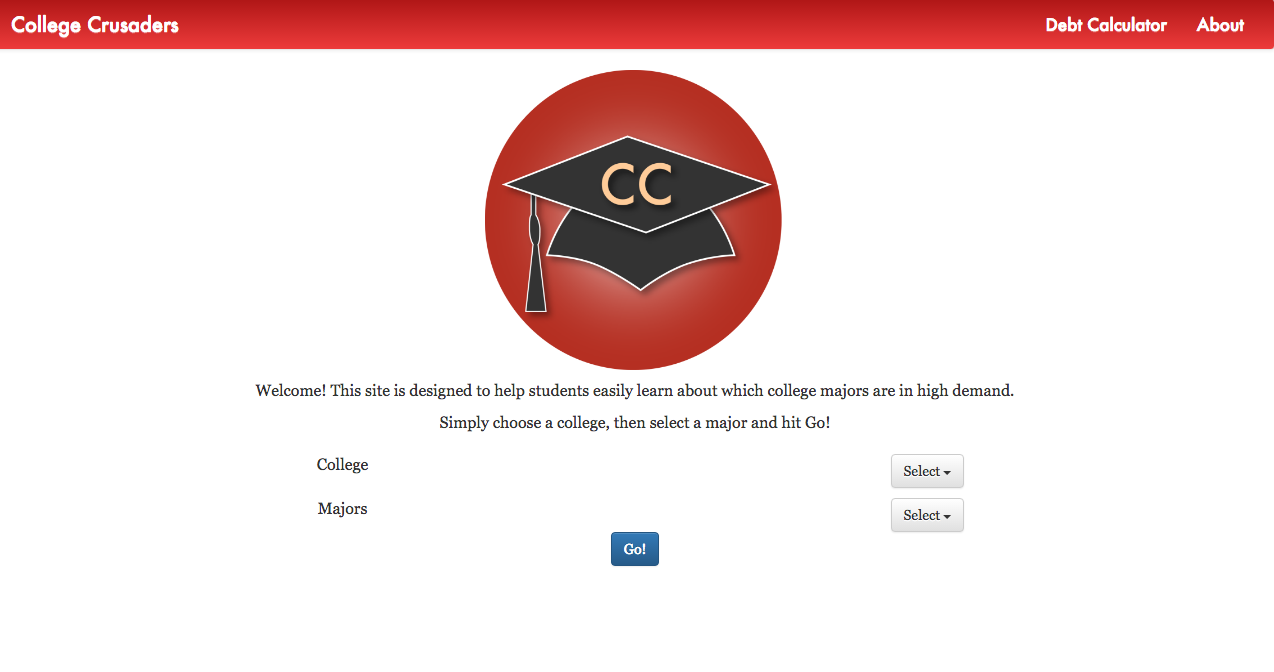 College Crusaders
Debt Calculator
About
CC
Welcome! This site is designed to help students easily learn about which college majors are in high demand.
Simply choose a college, then select a major and hit Go!
College
Select
Majors
Select
Go!